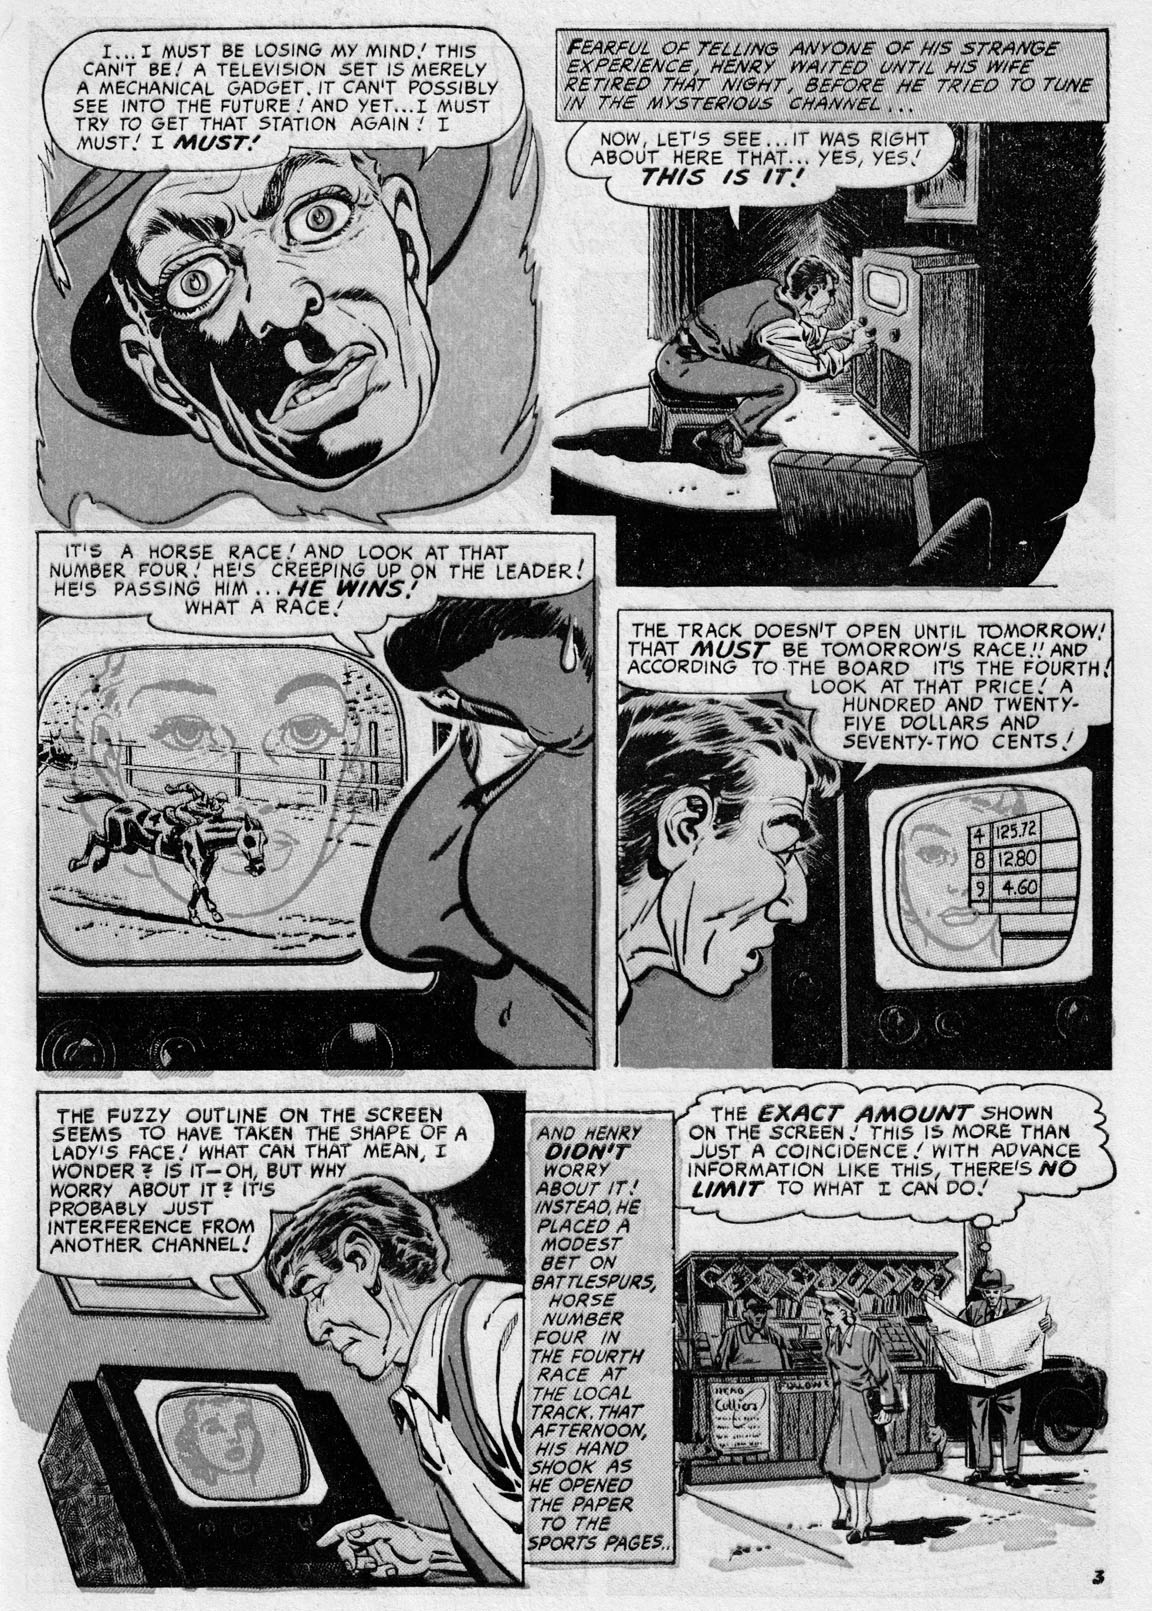 I...I MUST BE LOSING MY MIND! THIS
CAN'T BE! A TELEVISION SET IS MERELY
A MECHANICAL GADGET. IT CAN'T POSSIBLY
SEE INTO THE FUTURE! AND YET...I MUST
TRY TO GET THAT STATION AGAIN! I
MUST! I MUST!
FEARFUL OF TELLING ANYONE OF HIS STRANGE
EXPERIENCE, HENRY WAITED UNTIL HIS WIFE
RETIRED THAT NIGHT, BEFORE HE TRIED TO TUNE
IN THE MYSTERIOUS CHANNEL...
NOW, LET'S SEE...IT WAS RIGHT
ABOUT HERE THAT... YES, YES!
THIS IS IT!
IT'S A HORSE RACE! AND LOOK AT THAT
NUMBER FOUR! HE'S CREEPING UP ON THE LEADER!
HE'S PASSING HIM... HE WINS!
WHAT A RACE!
THE TRACK DOESN'T OPEN UNTIL TOMORROW!
THAT MUST BE TOMORROW'S RACE!! AND
ACCORDING TO THE BOARD IT'S THE FOURTH!
LOOK AT THAT PRICE! A
HUNDRED AND TWENTY-
FIVE DOLLARS AND
SEVENTY-TWO CENTS!
4 125.72
8 12.80
9 4.60
THE FUZZY OUTLINE ON THE SCREEN
SEEMS TO HAVE TAKEN THE SHAPE OF A
LADY'S FACE! WHAT CAN THAT MEAN, I
WONDER? IS IT—OH, BUT WHY
WORRY ABOUT IT? IT'S
PROBABLY JUST
INTERFERENCE FROM
ANOTHER CHANNEL!
AND HENRY
DIDN'T
WORRY
ABOUT IT!
INSTEAD, HE
PLACED A
MODEST
BET ON
BATTLESPURS,
HORSE
NUMBER
FOUR IN
THE FOURTH
RACE AT
THE LOCAL
TRACK. THAT
AFTERNOON,
HIS HAND
SHOOK AS
HE OPENED
THE PAPER
TO THE
SPORTS PAGES...
THE EXACT AMOUNT SHOWN
ON THE SCREEN! THIS IS MORE THAN
JUST A COINCIDENCE! WITH ADVANCE
INFORMATION LIKE THIS, THERE'S NO
LIMIT TO WHAT I CAN DO!
READ
Colliers
FOLLOW
3